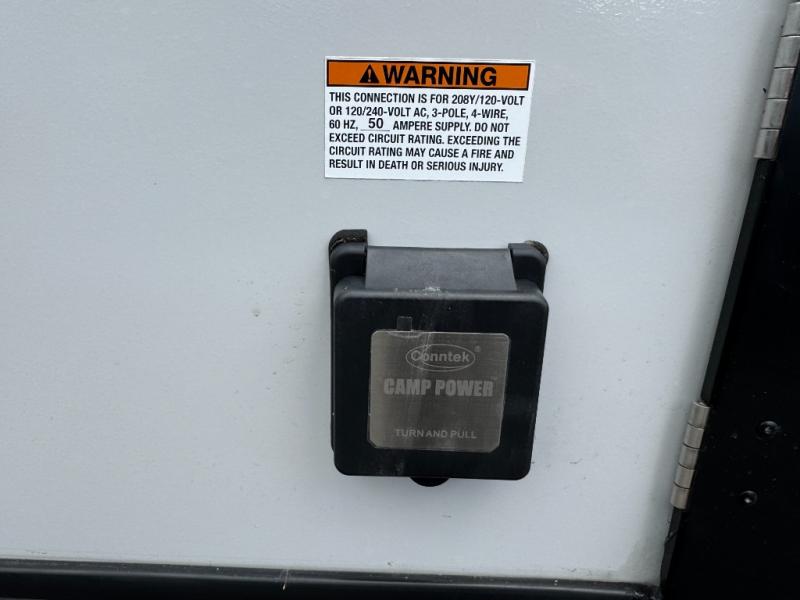 WARNING
THIS CONNECTION IS FOR 208Y/120-VOLT
OR 120/240-VOLT AC, 3-POLE, 4-WIRE,
60 HZ, 50 AMPERE SUPPLY. DO NOT
EXCEED CIRCUIT RATING. EXCEEDING THE
CIRCUIT RATING MAY CAUSE A FIRE AND
RESULT IN DEATH OR SERIOUS INJURY.
Conntek®
CAMP POWER™
TURN AND PULL